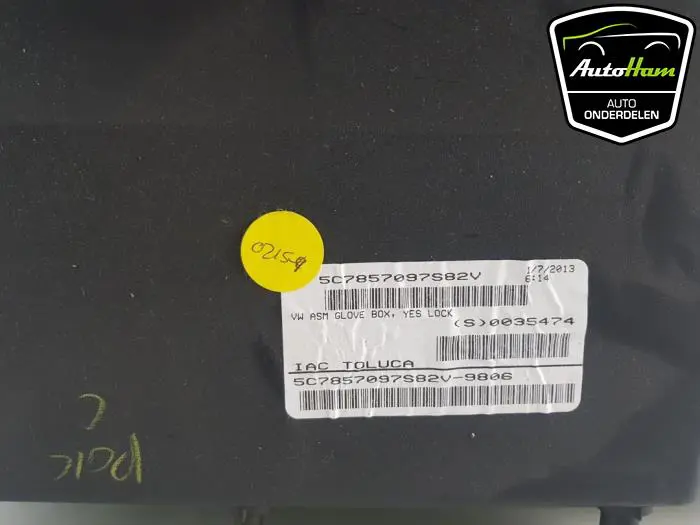 AutoHam
AUTO
ONDERDELEN
5C7857097S82V
1/7/2013
6:14
VW ASM GLOVE BOX, YES LOCK
(S)0035474
IAC TOLUCA
5C7857097S82V-9806